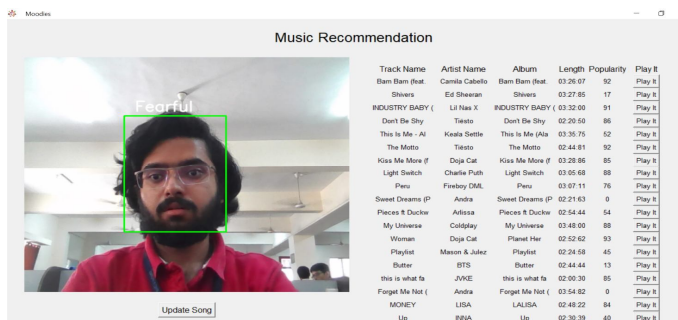 Moodies
Music Recommendation
Fearful
Update Song
Track Name Artist Name Album Length Popularity Play It
Bam Bam (feat. Camila Cabello Bam Bam (feat. 03:26:07 92 Play It
Shivers Ed Sheeran Shivers 03:27:85 17 Play It
INDUSTRY BABY ( Lil Nas X INDUSTRY BABY ( 03:32:00 91 Play It
Don't Be Shy Tiësto Don't Be Shy 02:20:50 86 Play It
This Is Me - Al Keala Settle This Is Me (Ala 03:35:75 52 Play It
The Motto Tiësto The Motto 02:44:81 92 Play It
Kiss Me More (f Doja Cat Kiss Me More (f 03:28:86 85 Play It
Light Switch Charlie Puth Light Switch 03:05:68 88 Play It
Peru Fireboy DML Peru 03:07:11 76 Play It
Sweet Dreams (P Andra Sweet Dreams (P 02:21:63 0 Play It
Pieces ft Duckw Arlissa Pieces ft Duckw 02:54:44 54 Play It
My Universe Coldplay My Universe 03:48:00 88 Play It
Woman Doja Cat Planet Her 02:52:62 93 Play It
Playlist Mason & Julez Playlist 02:24:58 45 Play It
Butter BTS Butter 02:44:44 13 Play It
this is what fa JVKE this is what fa 02:00:30 85 Play It
Forget Me Not ( Andra Forget Me Not ( 03:54:82 0 Play It
MONEY LISA LALISA 02:48:22 84 Play It
Up INNA Up 02:30:39 40 Play It